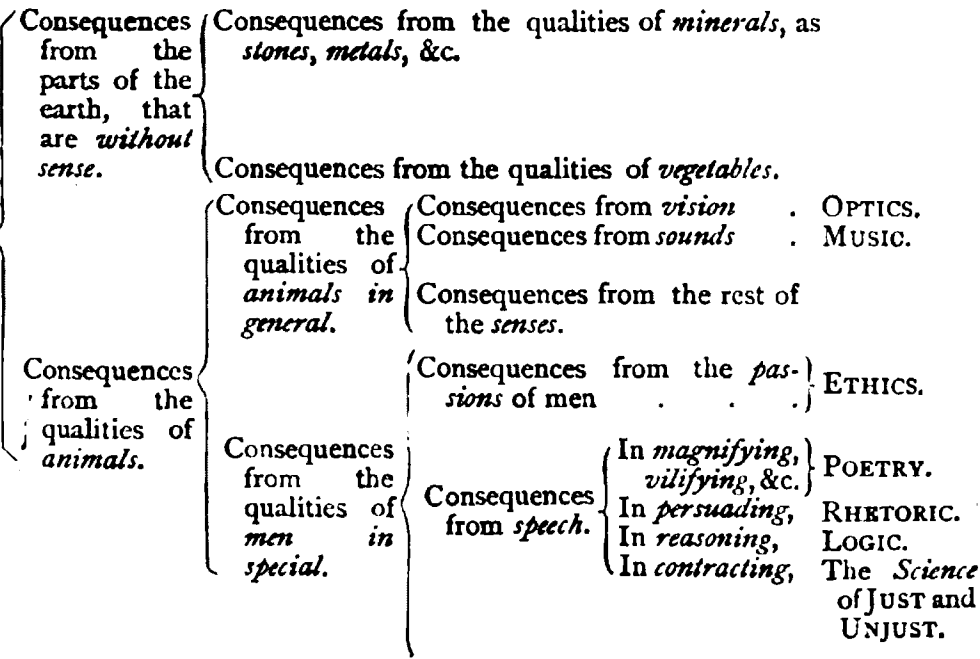 Consequences
from the
parts of the
earth, that
are without
sense.
Consequences from the qualities of minerals, as
stones, metals, &c.
Consequences from the qualities of vegetables.
Consequences
from the
qualities of
animals.
Consequences
from the
qualities of
animals in
general.
Consequences from vision . OPTICS.
Consequences from sounds . MUSIC.
Consequences from the rest of
the senses.
Consequences
from the
qualities of
men in
special.
Consequences from the pas-
sions of men . . .
ETHICS.
Consequences
from speech.
In magnifying,
vilifying, &c.
POETRY.
In persuading, RHETORIC.
In reasoning, LOGIC.
In contracting, The Science
of JUST and
UNJUST.